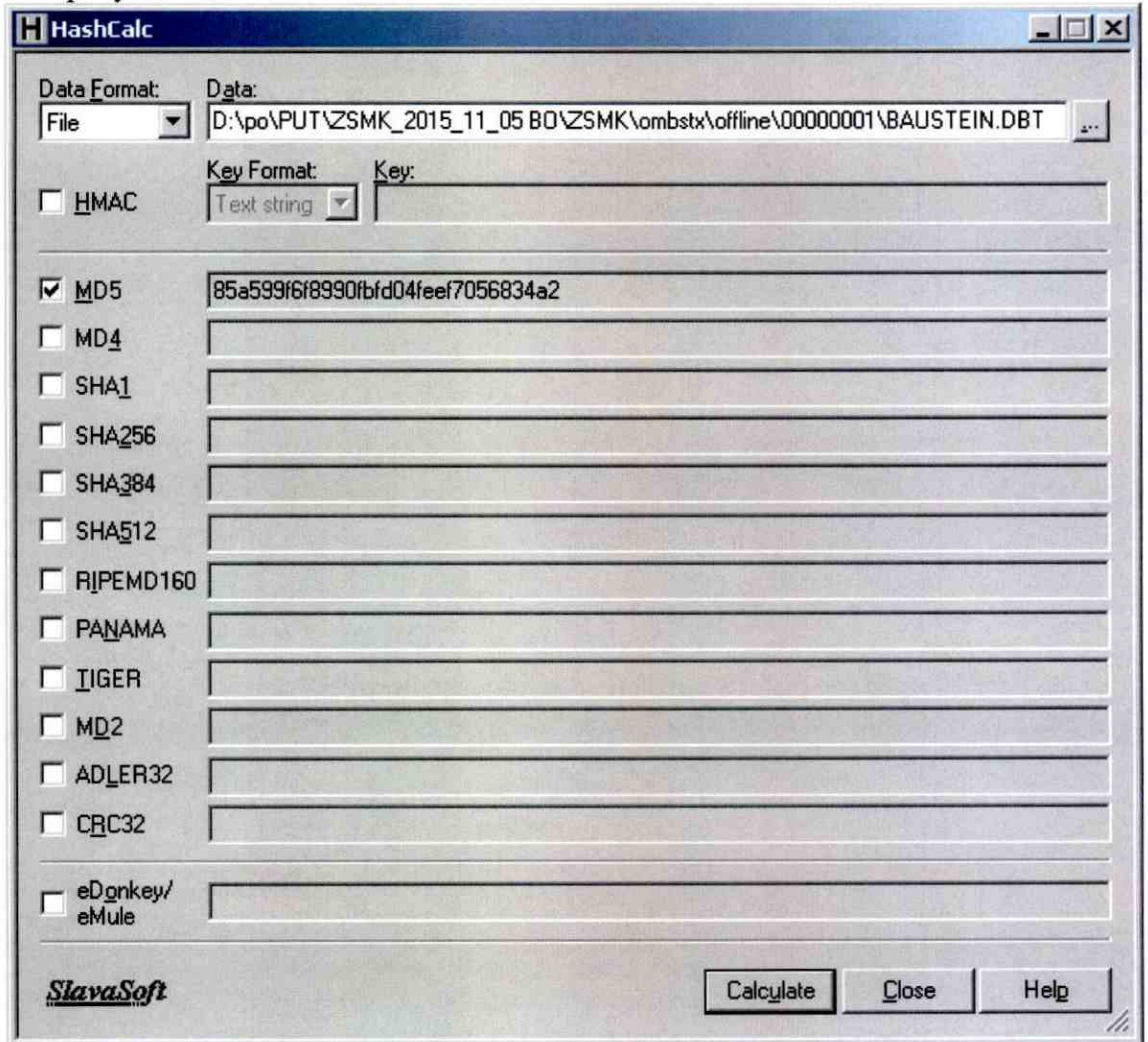 HashCalc
Data Format:
Data:
File
D:\po\PUT\ZSMK_2015_11_05 BO\ZSMK\ombstx\offline\00000001\BAUSTEIN.DBT
...
HMAC
Key Format:
Key:
Text string
MD5
85a599f6f8990fbfd04feef7056834a2
MD4
SHA1
SHA256
SHA384
SHA512
RIPEMD160
PANAMA
TIGER
MD2
ADLER32
CRC32
eDonkey/
eMule
SlavaSoft
Calculate
Close
Help